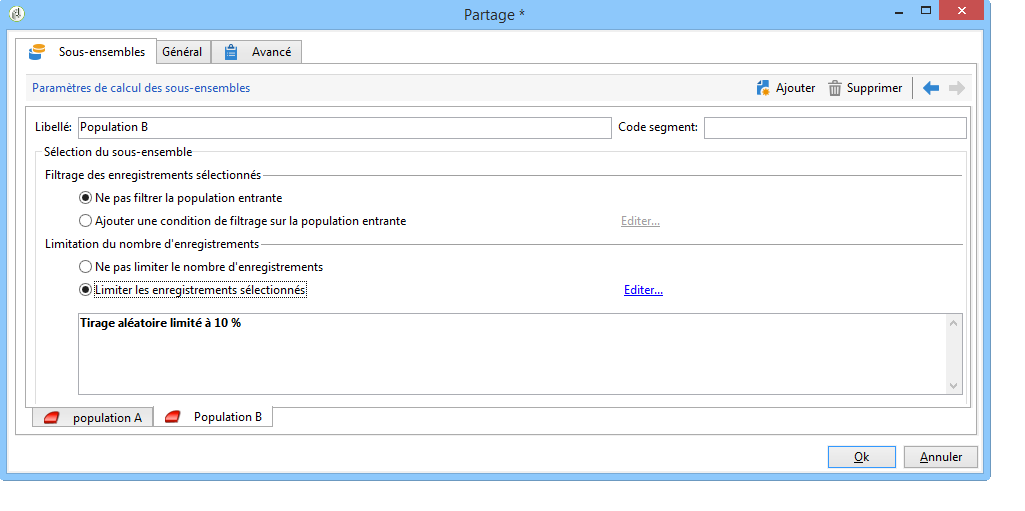 Partage *
Sous-ensembles Général Avancé
Paramètres de calcul des sous-ensembles Ajouter Supprimer
Libellé: Population B Code segment:
Sélection du sous-ensemble
Filtrage des enregistrements sélectionnés
Ne pas filtrer la population entrante
Ajouter une condition de filtrage sur la population entrante Editer...
Limitation du nombre d'enregistrements
Ne pas limiter le nombre d'enregistrements
Limiter les enregistrements sélectionnés Editer...
Tirage aléatoire limité à 10 %
population A Population B
Ok Annuler